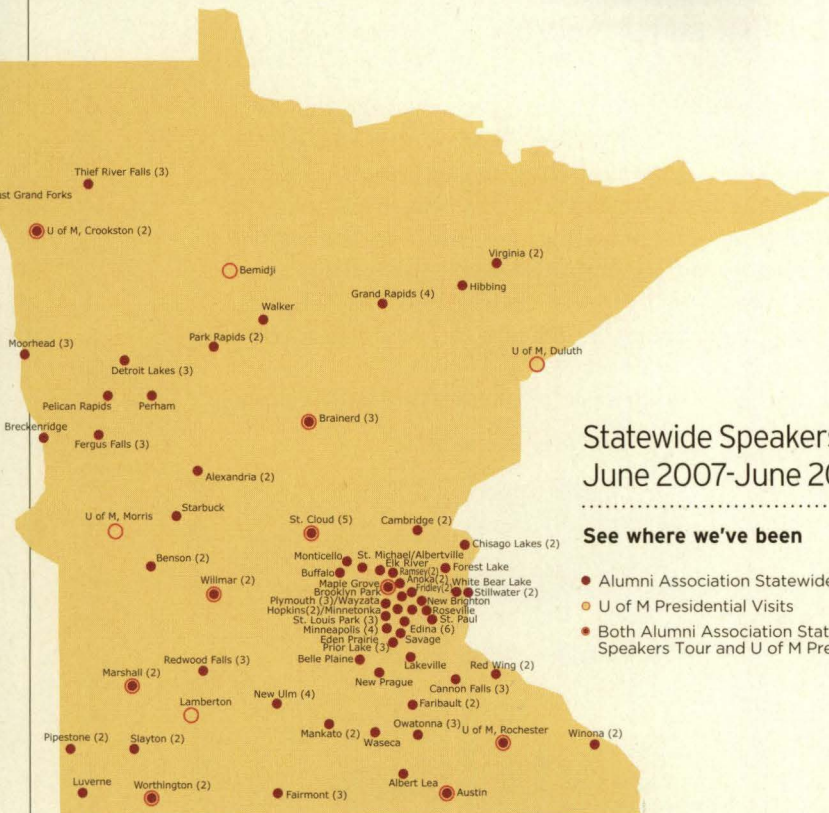 Thief River Falls (3)
st Grand Forks
U of M, Crookston (2)
Virginia (2)
Bemidji
Hibbing
Grand Rapids (4)
Walker
Park Rapids (2)
Moorhead (3)
U of M, Duluth
Detroit Lakes (3)
Pelican Rapids
Perham
Brainerd (3)
Breckenridge
Fergus Falls (3)
Statewide Speakers
June 2007-June 20
Alexandria (2)
Starbuck
U of M, Morris
St. Cloud (5)
Cambridge (2)
See where we've been
Chisago Lakes (2)
Monticello
St. Michael/Albertville
Benson (2)
Elk River
Forest Lake
Buffalo
Ramsey(2)
Anoka(2)
White Bear Lake
Willmar (2)
Maple Grove
Fridley(2)
Stillwater (2)
Brooklyn Park
Plymouth (3)/Wayzata
New Brighton
Hopkins(2)/Minnetonka
Roseville
St. Louis Park (3)
St. Paul
Minneapolis (4)
Edina (6)
Eden Prairie
Savage
Prior Lake (3)
Alumni Association Statewide
U of M Presidential Visits
Both Alumni Association Stat
Speakers Tour and U of M Pre
Redwood Falls (3)
Belle Plaine
Lakeville
Red Wing (2)
Marshall (2)
New Prague
Cannon Falls (3)
Lamberton
New Ulm (4)
Faribault (2)
Owatonna (3)
U of M, Rochester
Pipestone (2)
Slayton (2)
Mankato (2)
Waseca
Winona (2)
Luverne
Worthington (2)
Albert Lea
Fairmont (3)
Austin